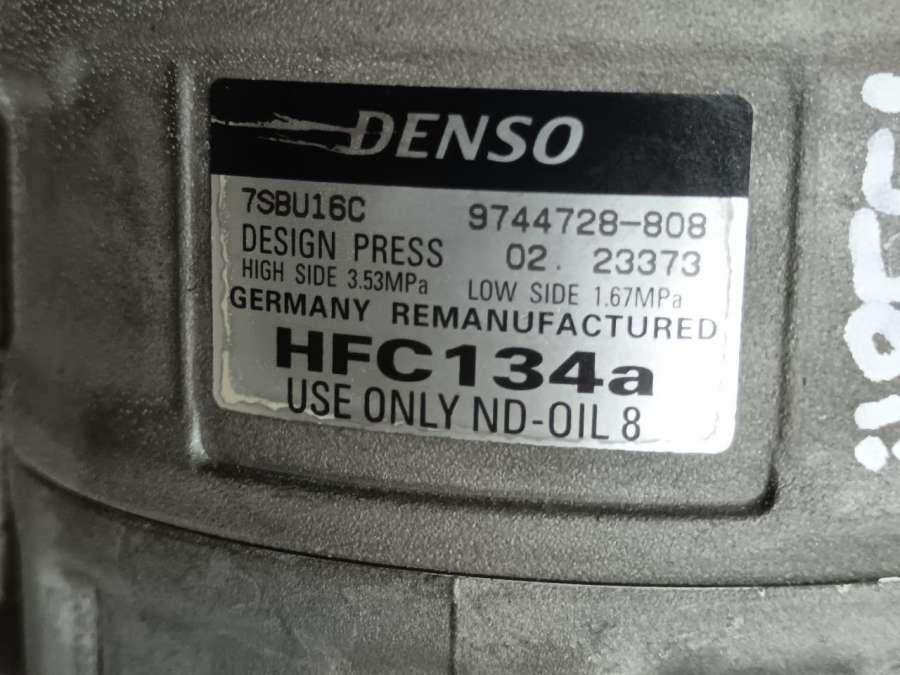 DENSO
7SBU16C 9744728-808
DESIGN PRESS 02. 23373
HIGH SIDE 3.53MPa LOW SIDE 1.67MPa
GERMANY REMANUFACTURED
HFC134a
USE ONLY ND-OIL 8